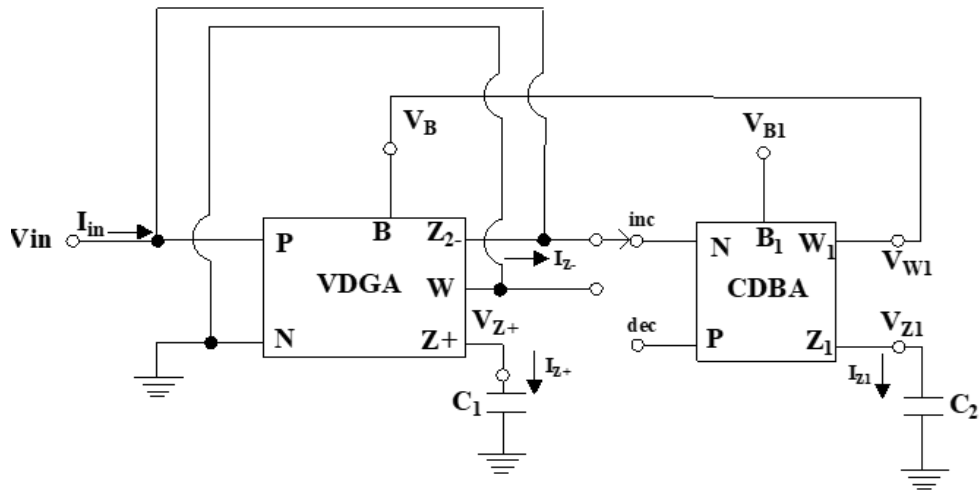 V_B
V_B1
Vin
I_in
P
B
Z_2-
inc
N
B_1
W_1
VDGA
I_Z-
V_W1
W
CDBA
N
V_Z+
Z+
dec
P
Z_1
V_Z1
I_Z+
I_Z1
C_1
C_2